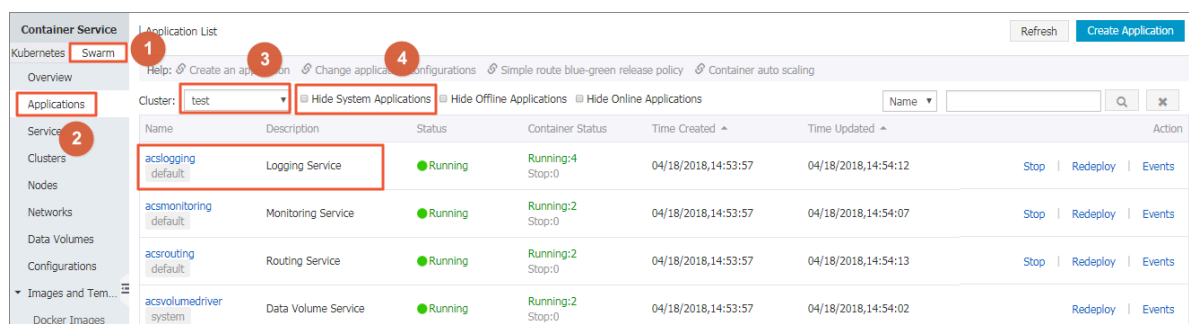 Container Service
Application List
Refresh
Create Application
Kubernetes Swarm
1
3
4
Help: Create an application Change application Configurations Simple route blue-green release policy Container auto scaling
Overview
Applications
Cluster: test Hide System Applications Hide Offline Applications Hide Online Applications Name
Services
2
Name Description Status Container Status Time Created Time Updated Action
Clusters
acslogging Logging Service Running Running:4 04/18/2018,14:53:57 04/18/2018,14:54:12 Stop Redeploy Events
default Stop:0
Nodes
Networks
acsmonitoring Monitoring Service Running Running:2 04/18/2018,14:53:57 04/18/2018,14:54:07 Stop Redeploy Events
default Stop:0
Data Volumes
Configurations
acsrouting Routing Service Running Running:2 04/18/2018,14:53:57 04/18/2018,14:54:13 Stop Redeploy Events
default Stop:0
Images and Tem...
acsvolumedriver Data Volume Service Running Running:2 04/18/2018,14:53:57 04/18/2018,14:54:02 Redeploy Events
system Stop:0
Docker Images